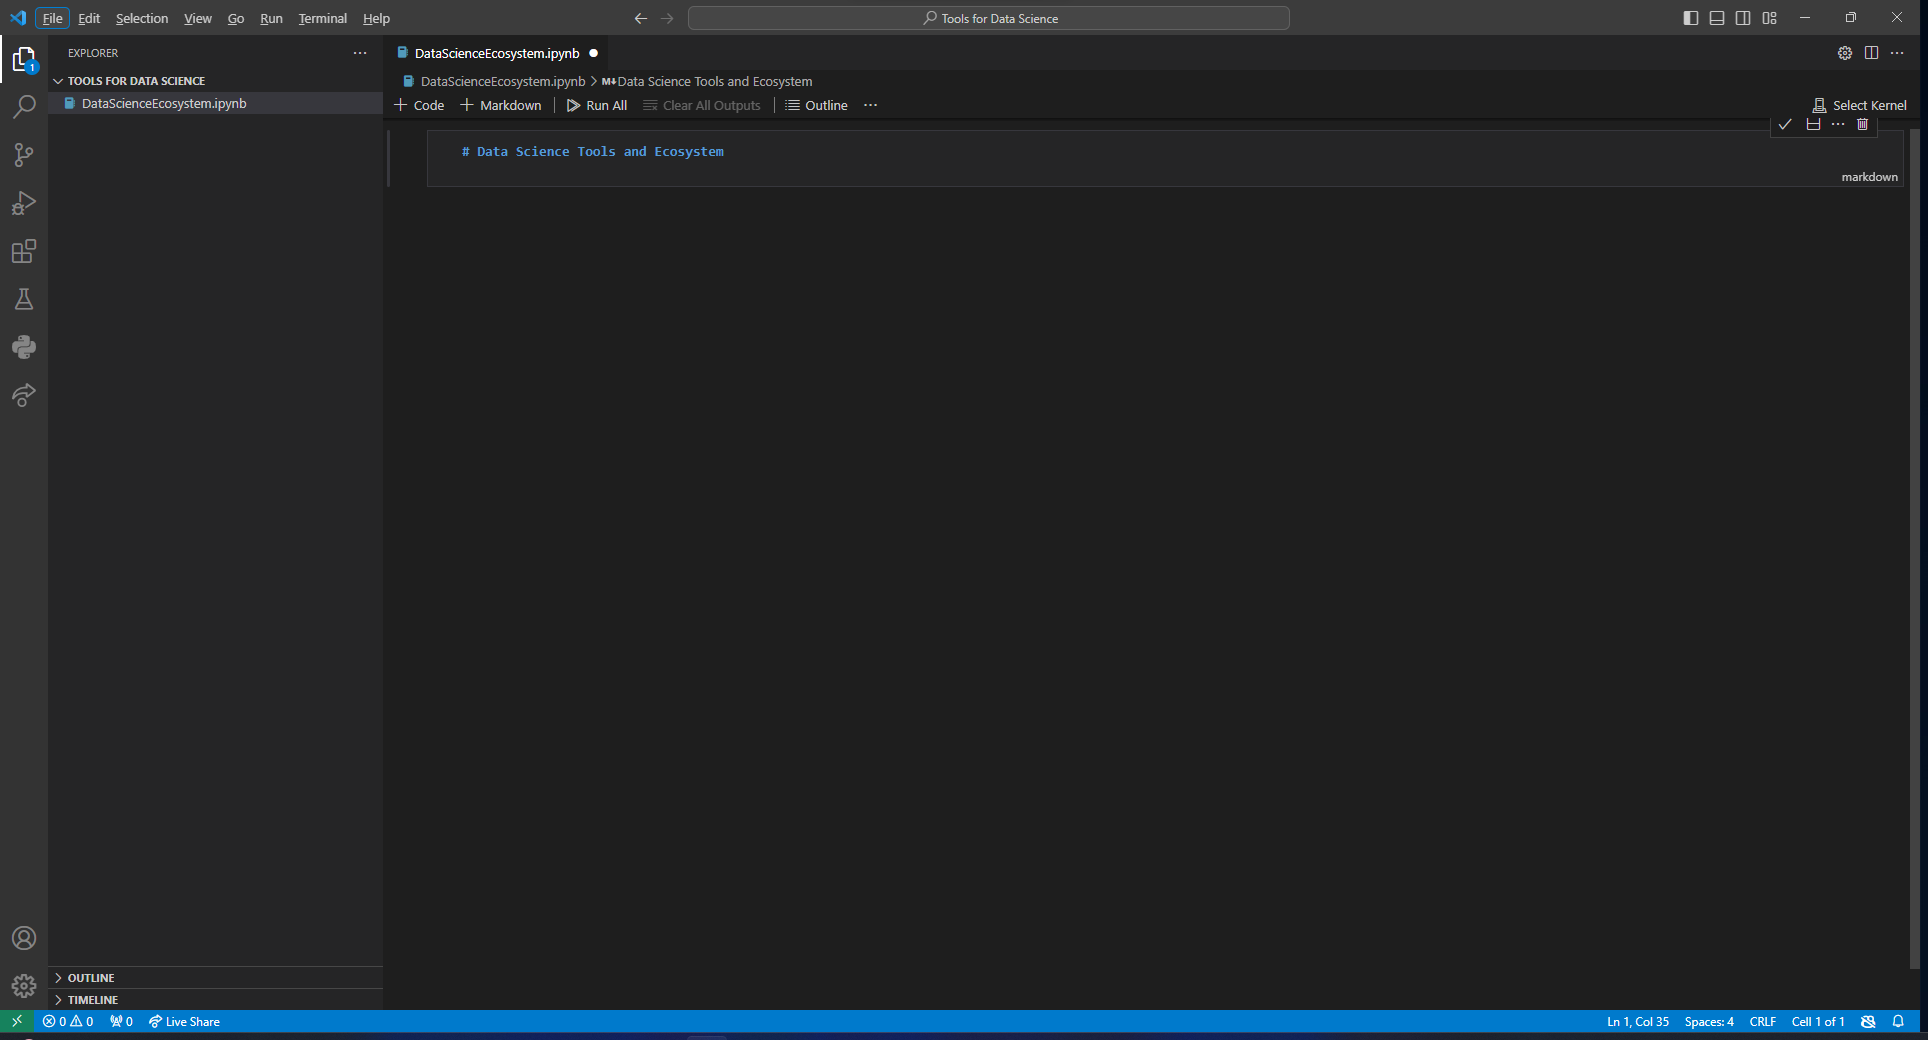 File Edit Selection View Go Run Terminal Help Tools for Data Science
EXPLORER
TOOLS FOR DATA SCIENCE
DataScienceEcosystem.ipynb
OUTLINE
TIMELINE
DataScienceEcosystem.ipynb
DataScienceEcosystem.ipynb > M↓Data Science Tools and Ecosystem
+ Code + Markdown Run All Clear All Outputs Outline ... Select Kernel
# Data Science Tools and Ecosystem
markdown
1
0 0 0 Live Share Ln 1, Col 35 Spaces: 4 CRLF Cell 1 of 1